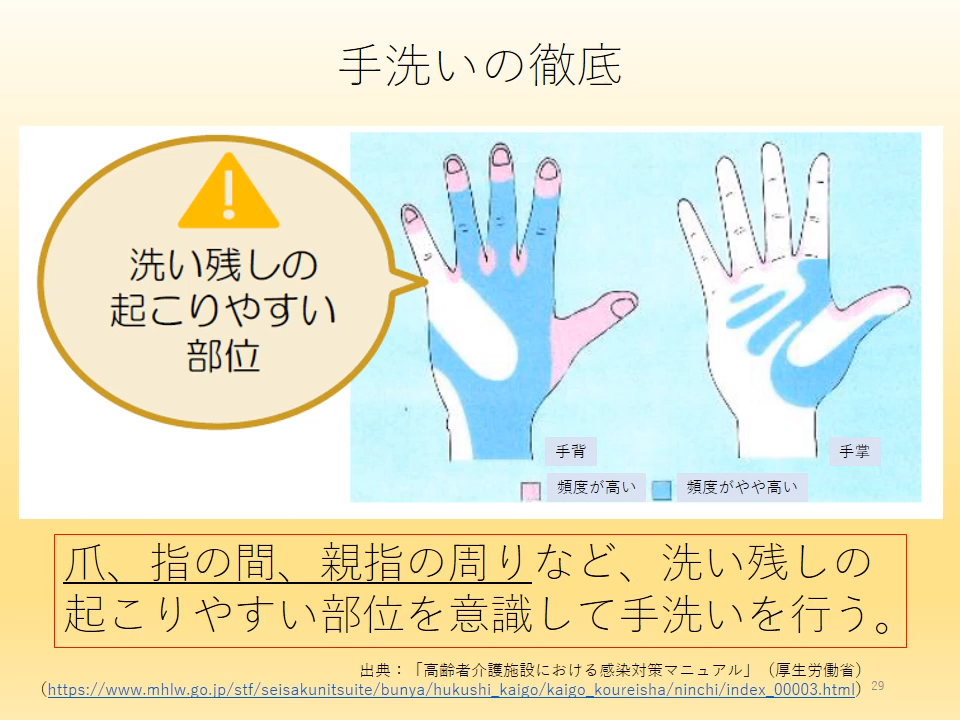 手洗いの徹底
洗い残しの
起こりやすい
部位
手背
手掌
頻度が高い
頻度がやや高い
爪、指の間、親指の周りなど、洗い残しの
起こりやすい部位を意識して手洗いを行う。
出典：「高齢者介護施設における感染対策マニュアル」（厚生労働省）
（https://www.mhlw.go.jp/stf/seisakunitsuite/bunya/hukushi_kaigo/kaigo_koureisha/ninchi/index_00003.html）
29